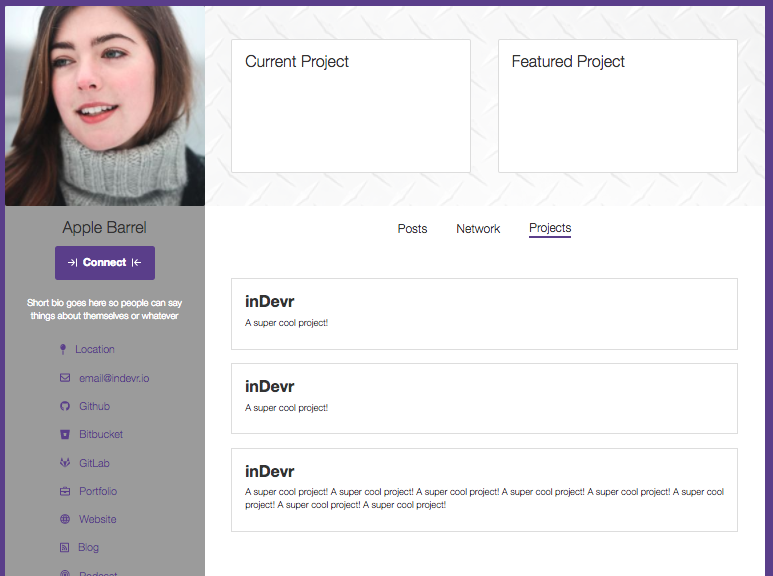 Current Project
Featured Project
Apple Barrel
Connect
Short bio goes here so people can say
things about themselves or whatever
Location
email@indevr.io
Github
Bitbucket
GitLab
Portfolio
Website
Blog
Podcast
Posts
Network
Projects
inDevr
A super cool project!
inDevr
A super cool project!
inDevr
A super cool project! A super cool project! A super cool project! A super cool project! A super cool project! A super cool
project! A super cool project! A super cool project!